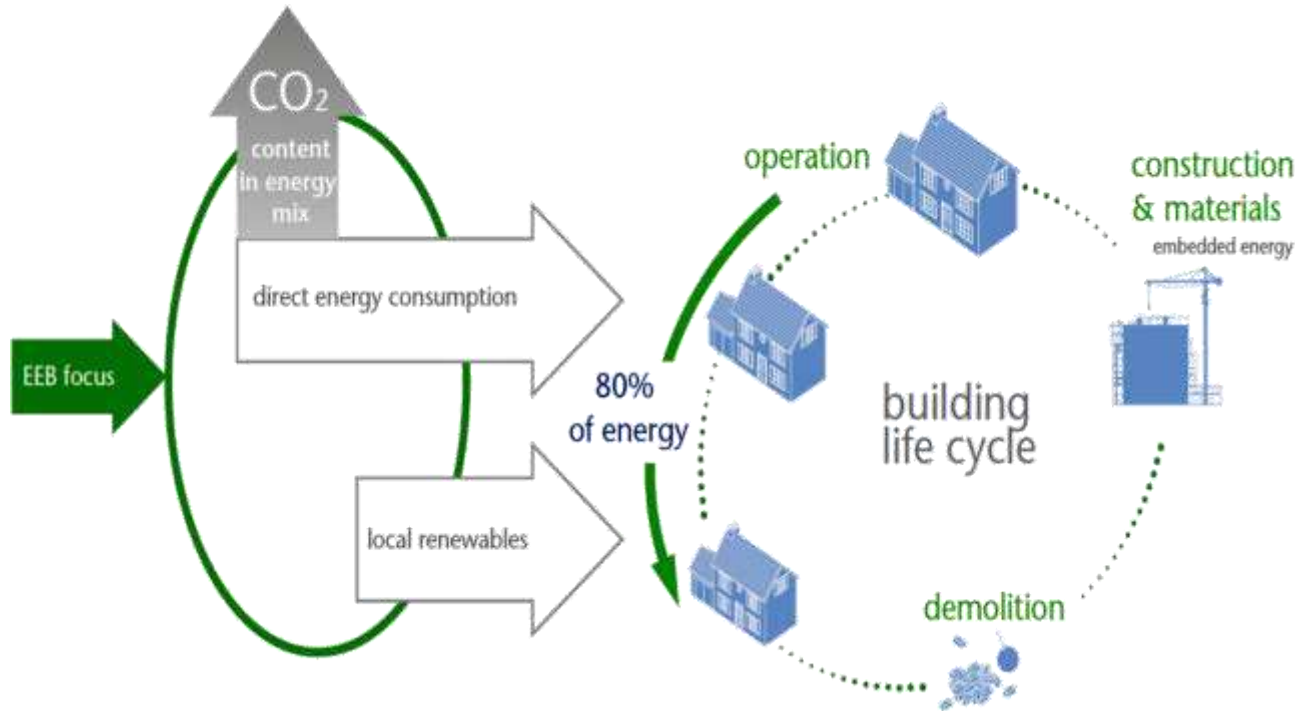 CO2
content
in energy
mix
direct energy consumption
EEB focus
local renewables
80%
of energy
operation
construction
& materials
embedded energy
building
life cycle
demolition